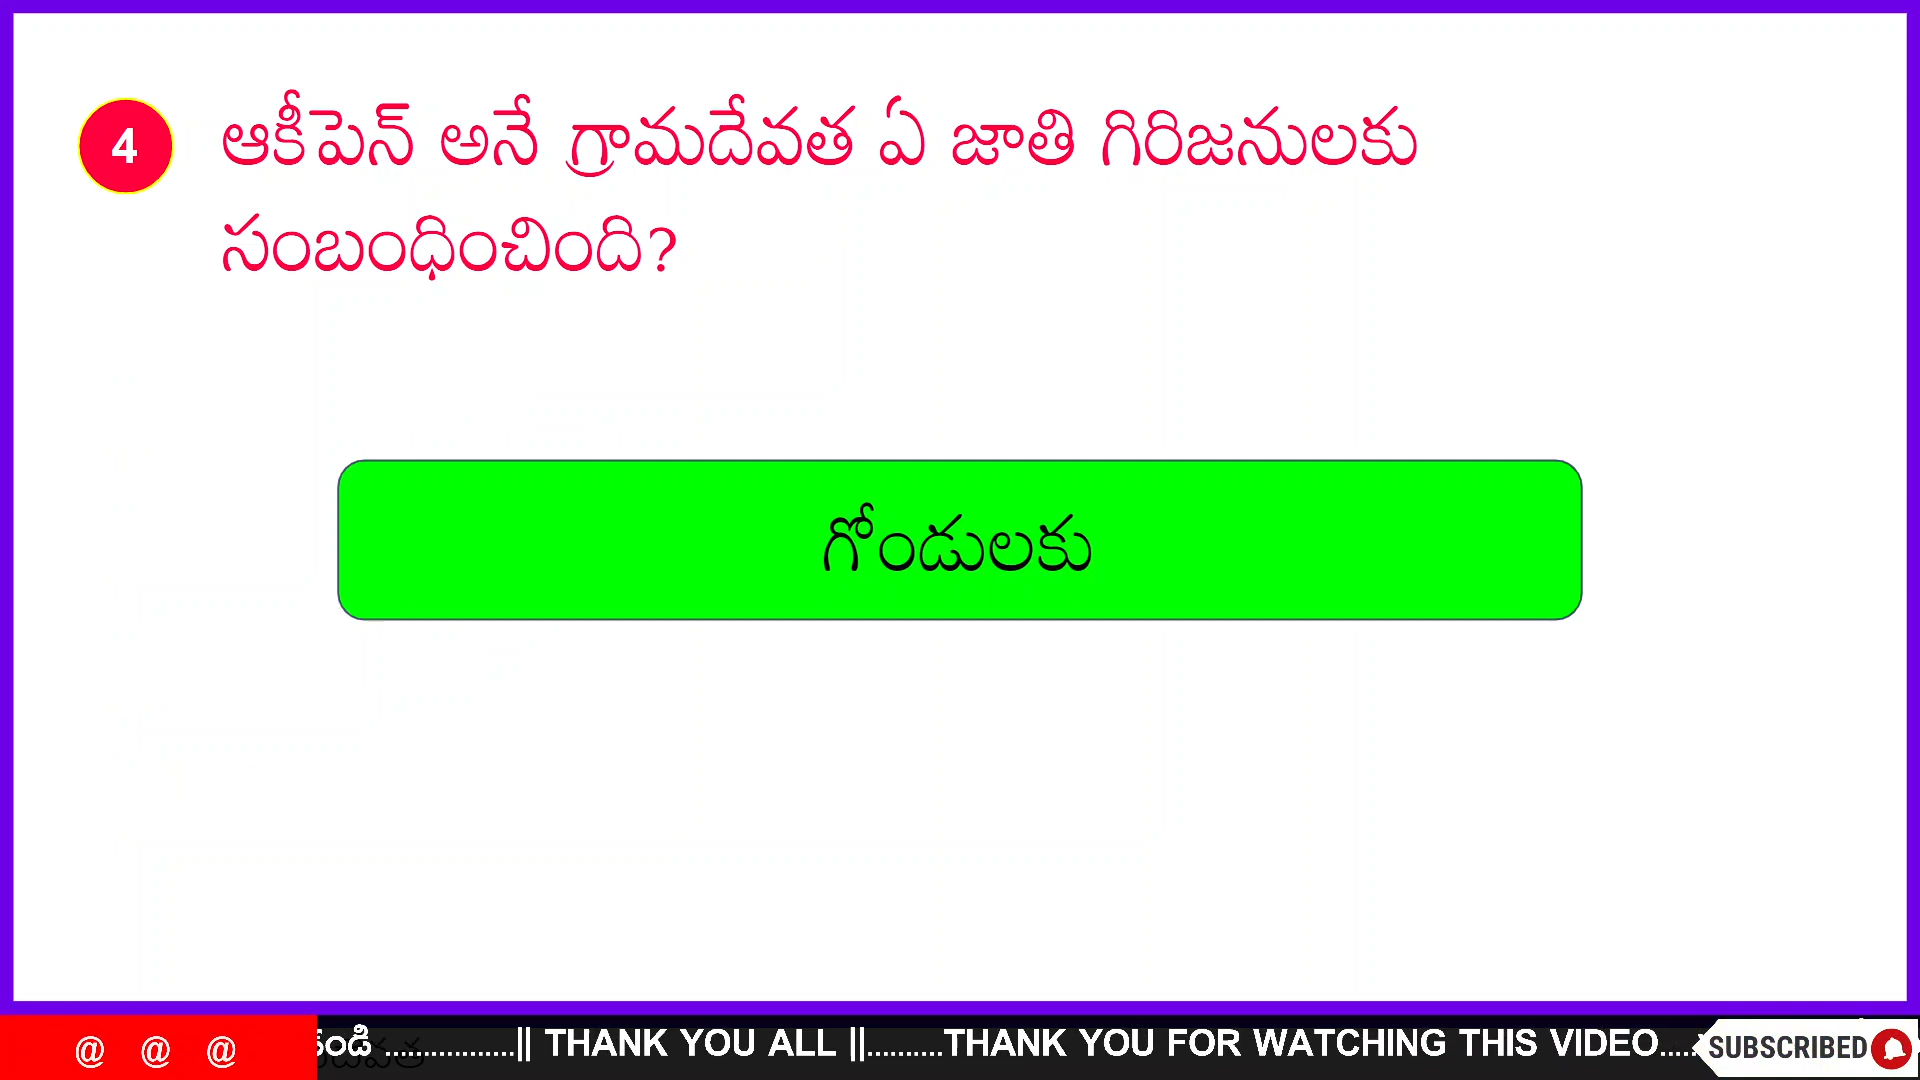 4
ఆకీపెన్ అనే గ్రామదేవత ఏ జాతి గిరిజనులకు
సంబంధించింది?
గోండులకు
@ @ @
................|| THANK YOU ALL ||..........THANK YOU FOR WATCHING THIS VIDEO.....
SUBSCRIBED